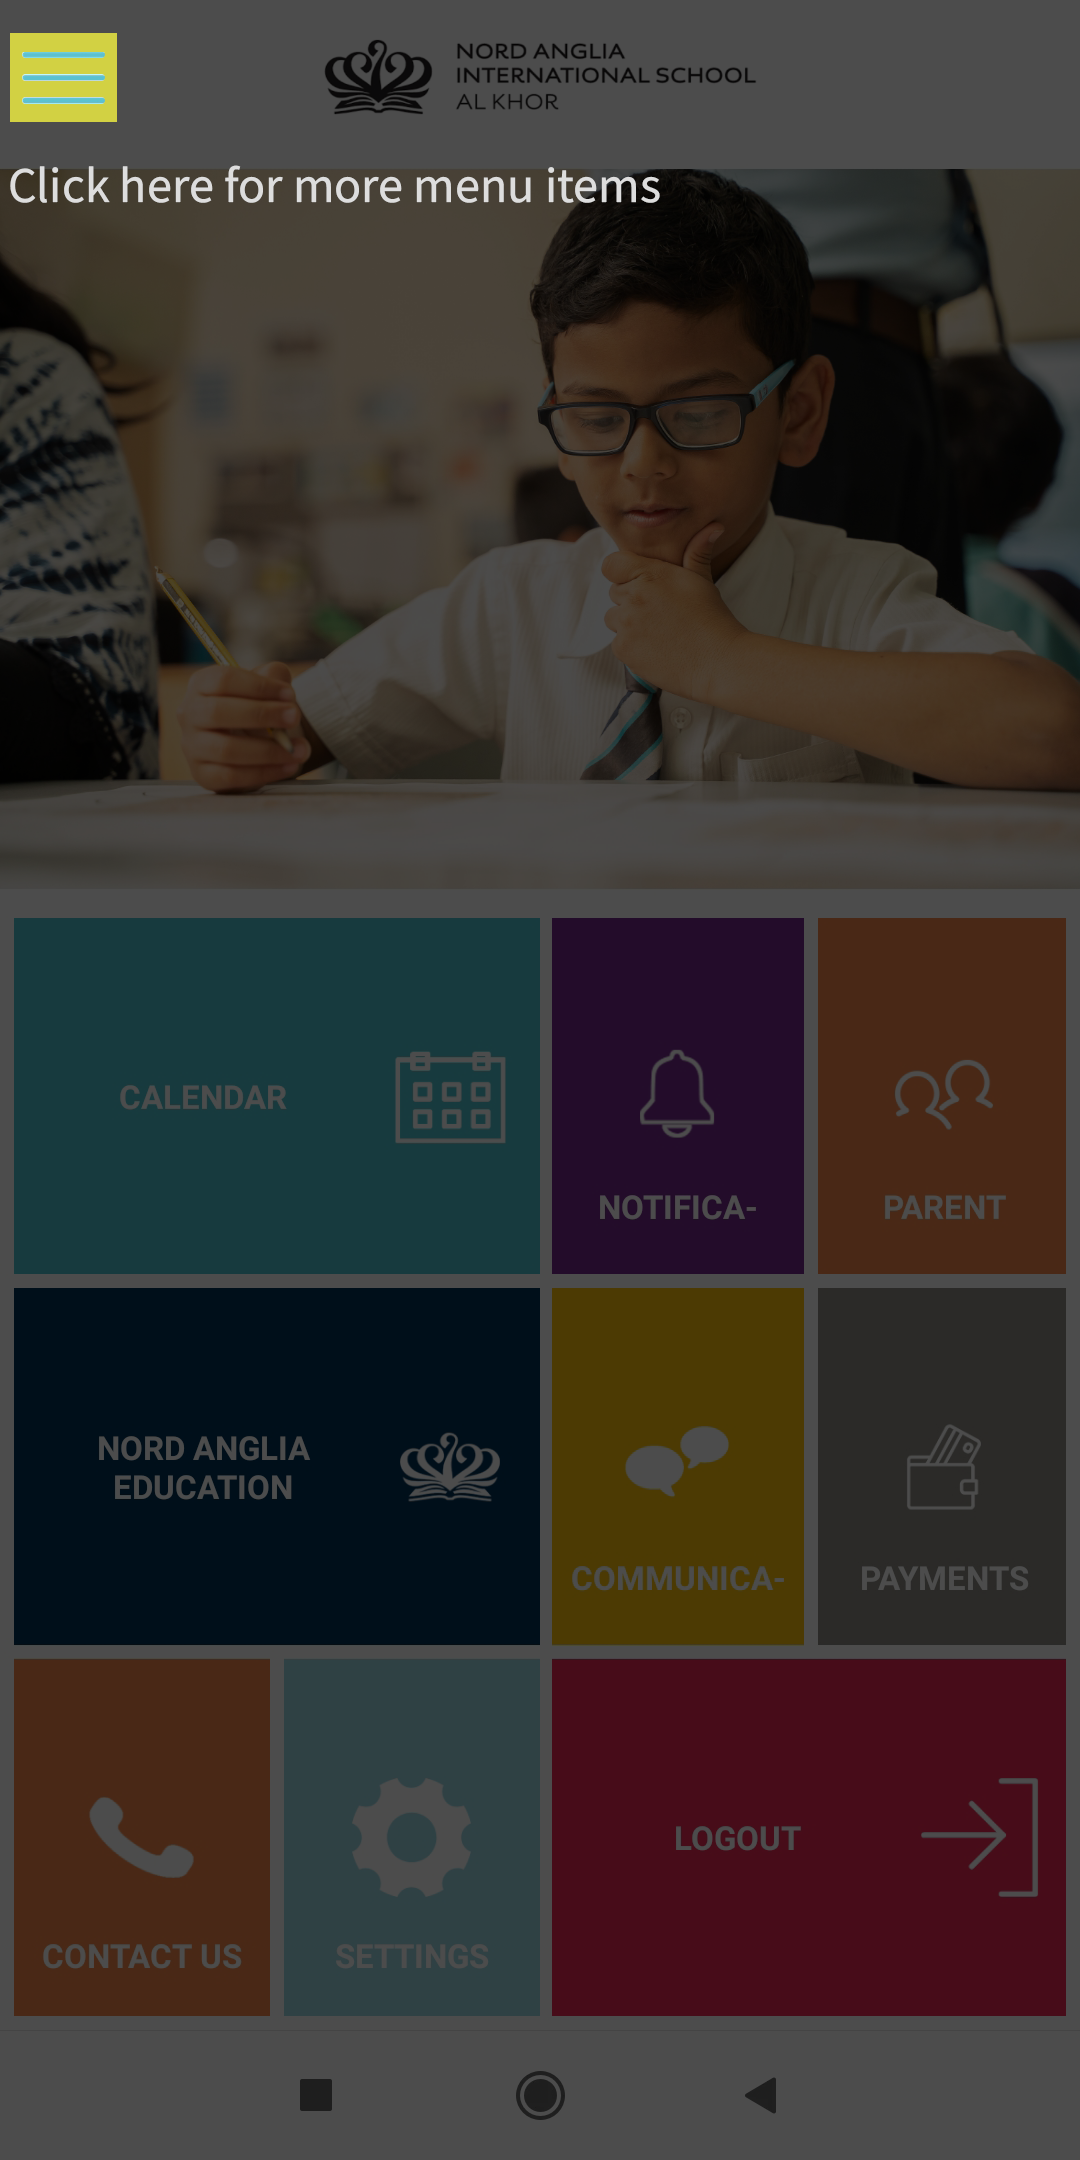 NORD ANGLIA
INTERNATIONAL SCHOOL
AL KHOR
Click here for more menu items
CALENDAR
NOTIFICA-
PARENT
NORD ANGLIA
EDUCATION
COMMUNICA-
PAYMENTS
CONTACT US
SETTINGS
LOGOUT